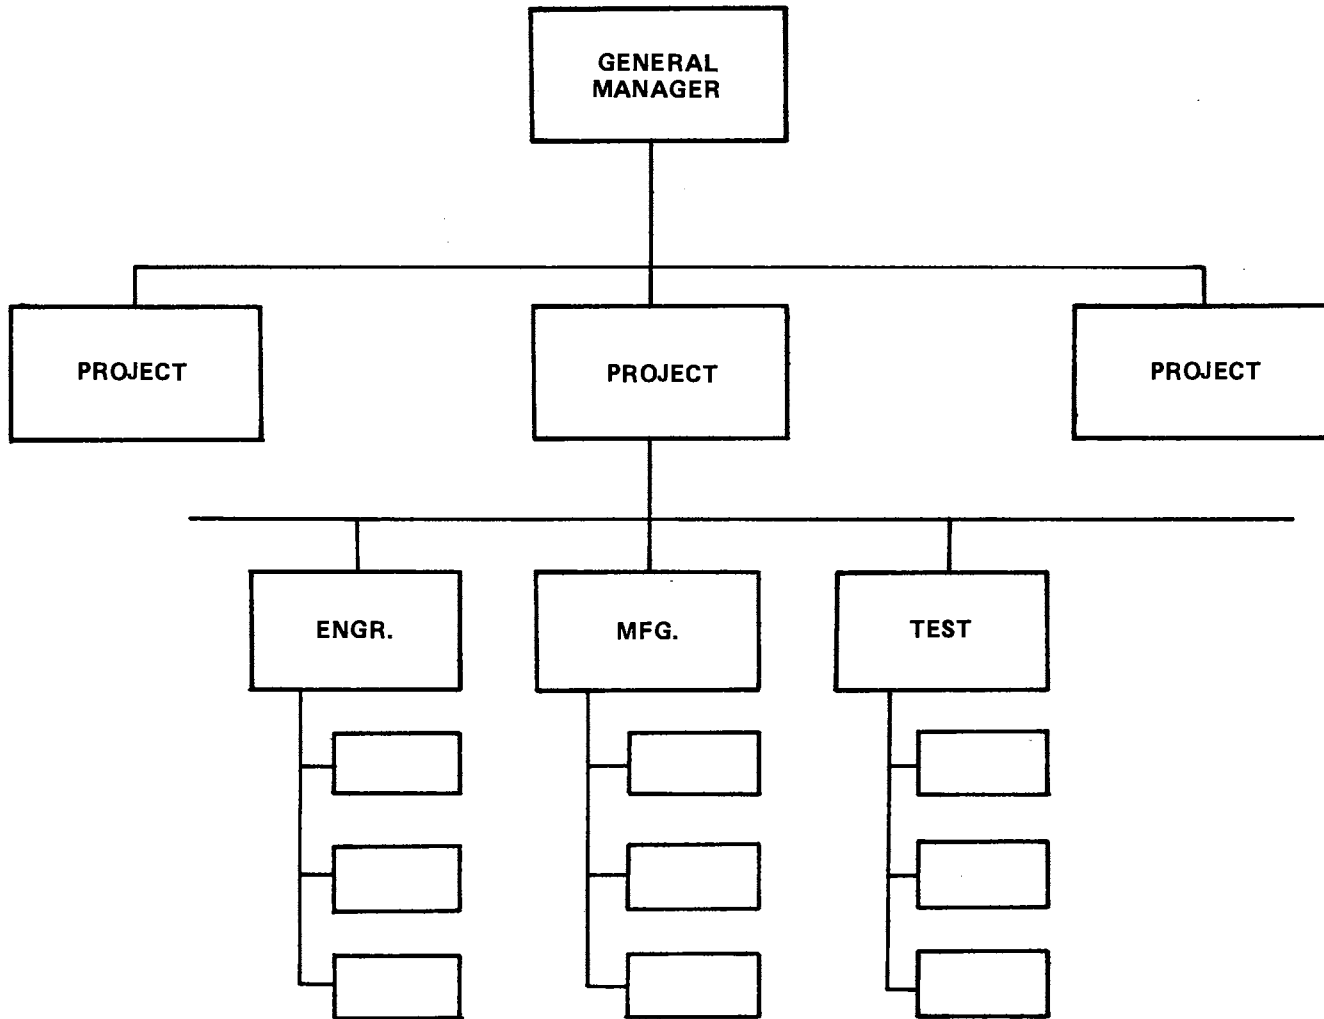 GENERAL
MANAGER
PROJECT
PROJECT
PROJECT
ENGR.
MFG.
TEST